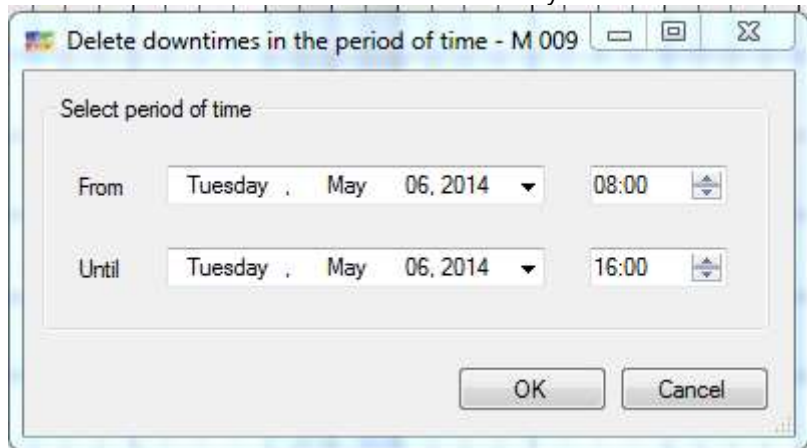 Delete downtimes in the period of time - M 009
Select period of time
From Tuesday , May 06, 2014 08:00
Until Tuesday , May 06, 2014 16:00
OK Cancel